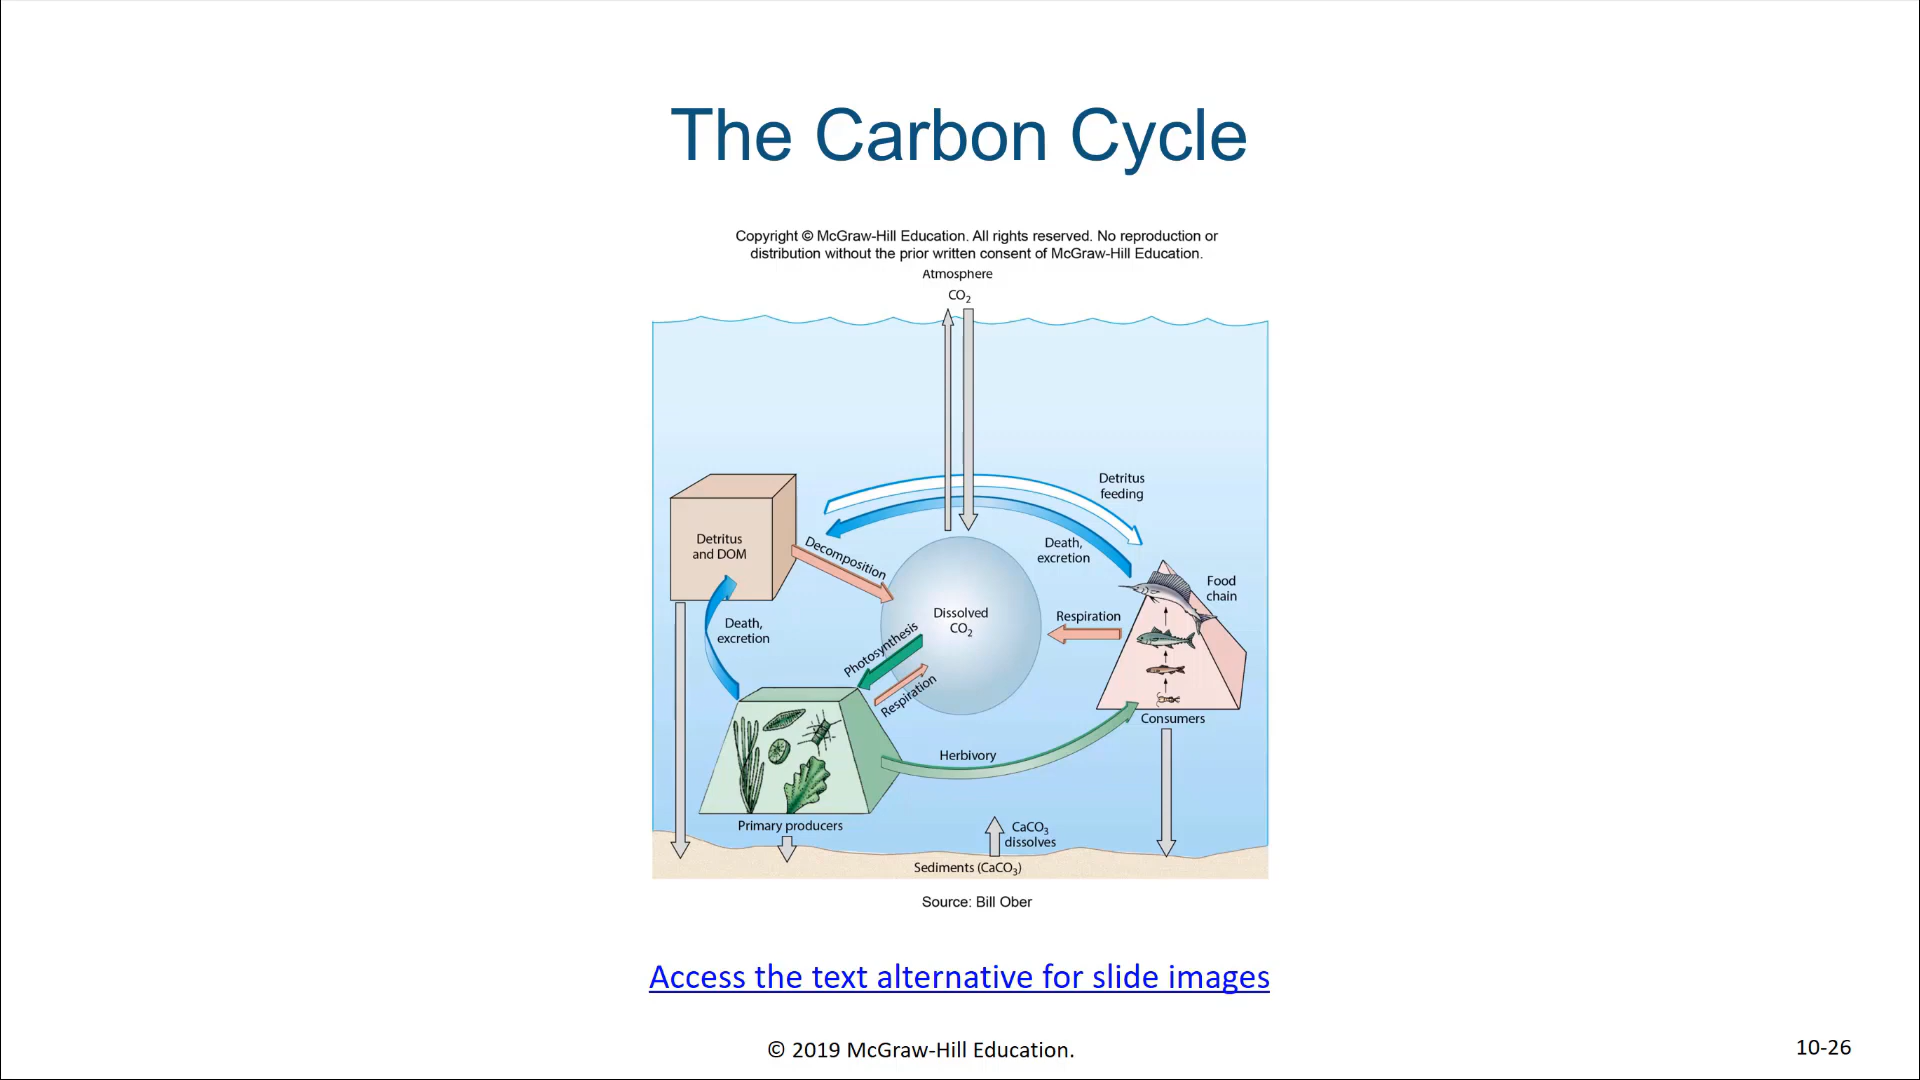 The Carbon Cycle
Copyright © McGraw-Hill Education. All rights reserved. No reproduction or
distribution without the prior written consent of McGraw-Hill Education.
Atmosphere
CO₂
Detritus
feeding
Detritus
and DOM
Decomposition
Death,
excretion
Food
chain
Dissolved
CO₂
Respiration
Death,
excretion
Photosynthesis
Respiration
Consumers
Herbivory
Primary producers
CaCO₃
dissolves
Sediments (CaCO₃)
Source: Bill Ober
Access the text alternative for slide images
© 2019 McGraw-Hill Education.
10-26